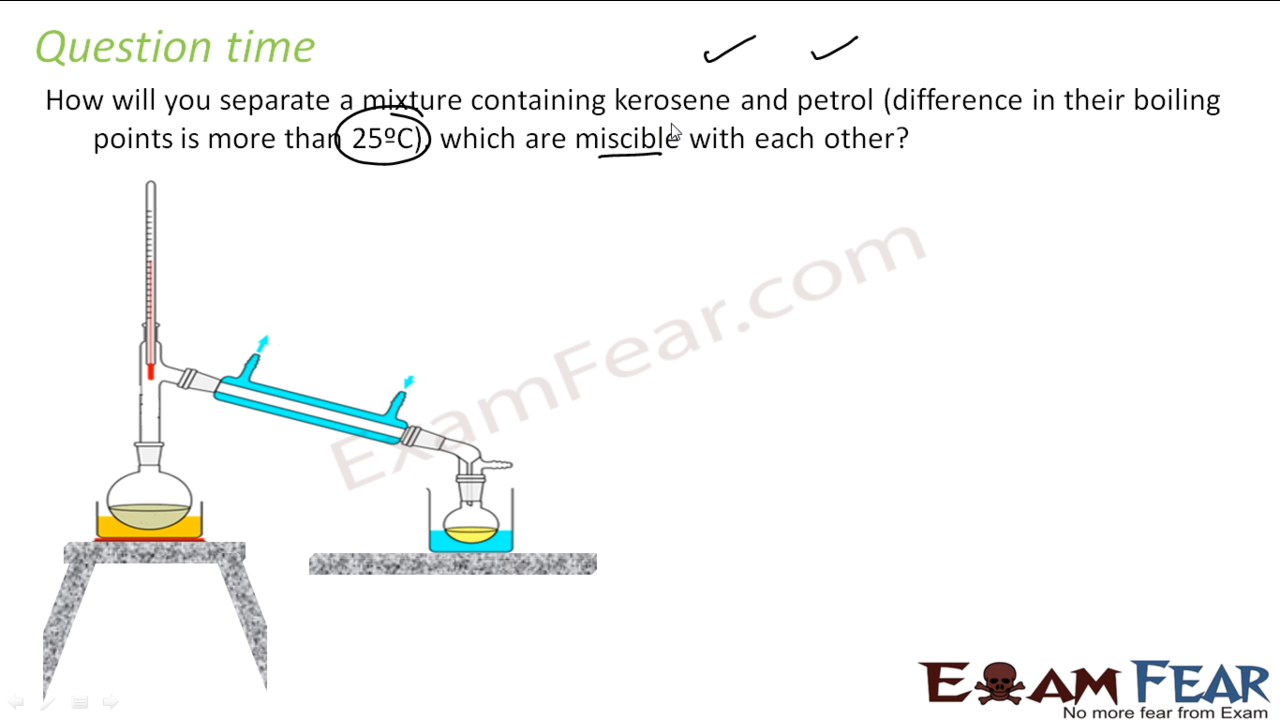 Question time
How will you separate a mixture containing kerosene and petrol (difference in their boiling
points is more than 25ºC), which are miscible with each other?
ExamFear.com
EXAM FEAR
No more fear from Exam